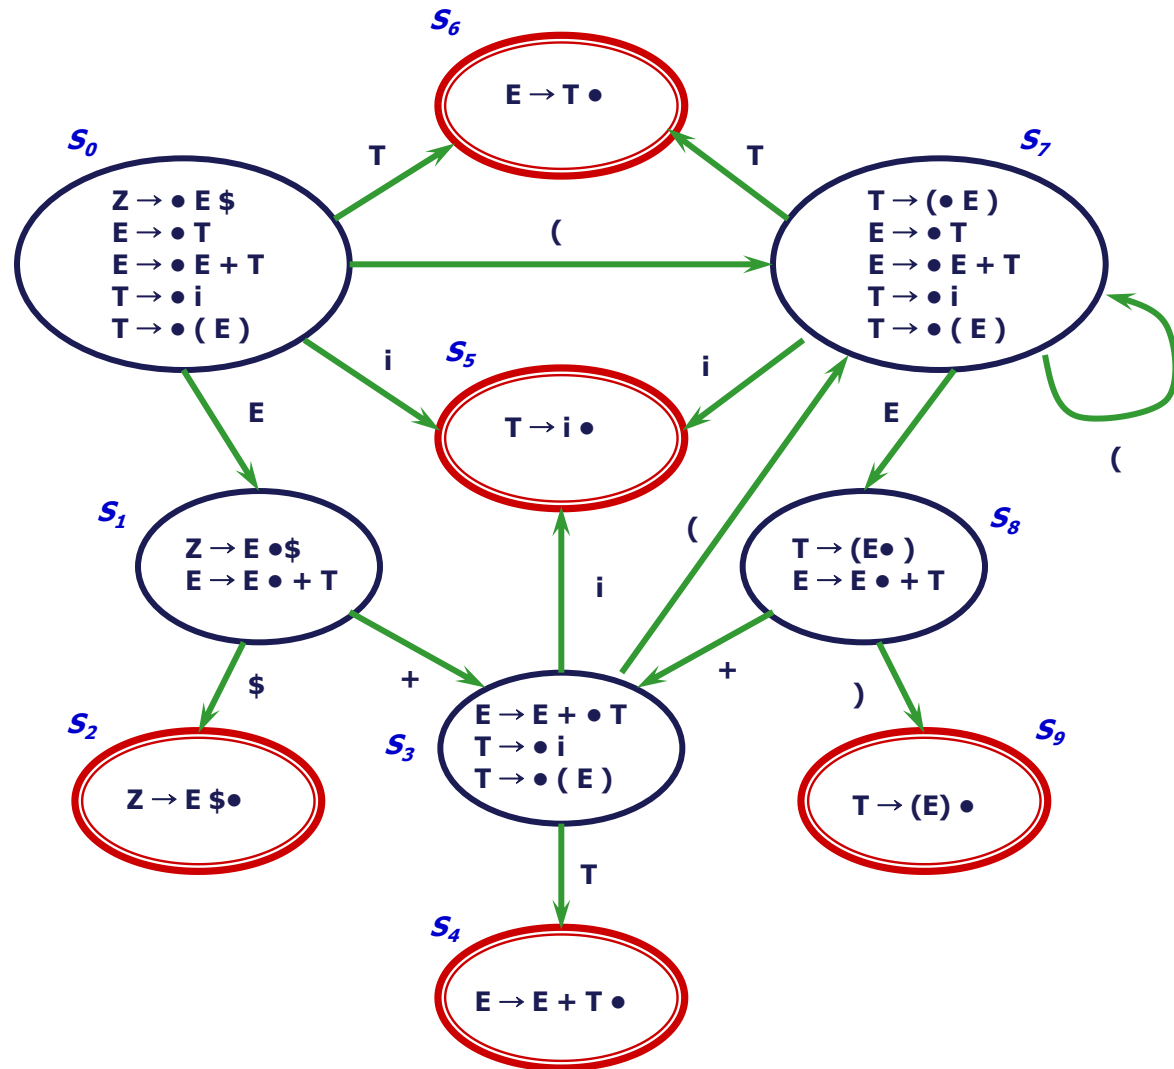 S6
E → T ●
S0
S7
T
T
Z → ● E $
E → ● T
E → ● E + T
T → ● i
T → ● ( E )
(
T → (● E )
E → ● T
E → ● E + T
T → ● i
T → ● ( E )
S5
i
i
T → i ●
E
E
(
S1
Z → E ●$
E → E ● + T
(
S8
T → (E● )
E → E ● + T
i
$
+
+
)
S2
Z → E $●
S3
E → E + ● T
T → ● i
T → ● ( E )
S9
T → (E) ●
T
S4
E → E + T ●